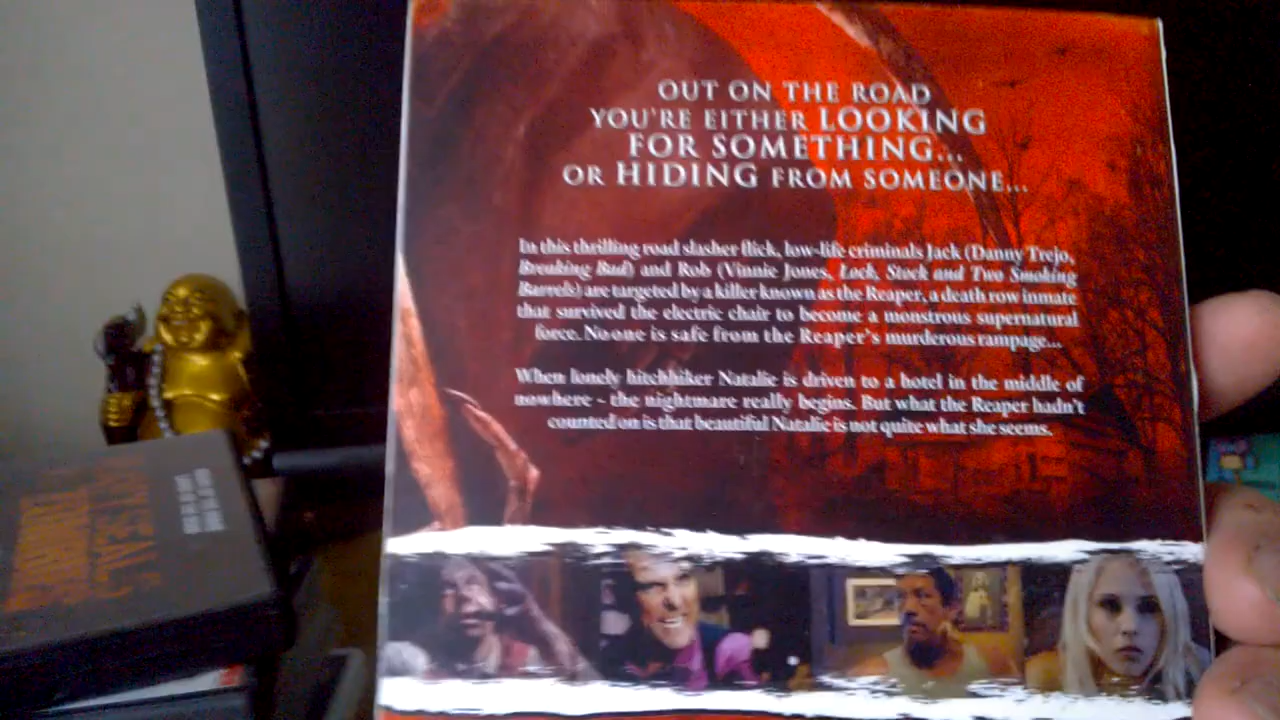 OUT ON THE ROAD
YOU'RE EITHER LOOKING
FOR SOMETHING...
OR HIDING FROM SOMEONE...
In this thrilling road slasher flick, low-life criminals Jack (Danny Trejo,
Breaking Bad) and Rob (Vinnie Jones, Lock, Stock and Two Smoking
Barrels) are targeted by a killer known as the Reaper, a death row inmate
that survived the electric chair to become a monstrous supernatural
force. No one is safe from the Reaper's murderous rampage...
When lonely hitchhiker Natalie is driven to a hotel in the middle of
nowhere - the nightmare really begins. But what the Reaper hadn't
counted on is that beautiful Natalie is not quite what she seems.